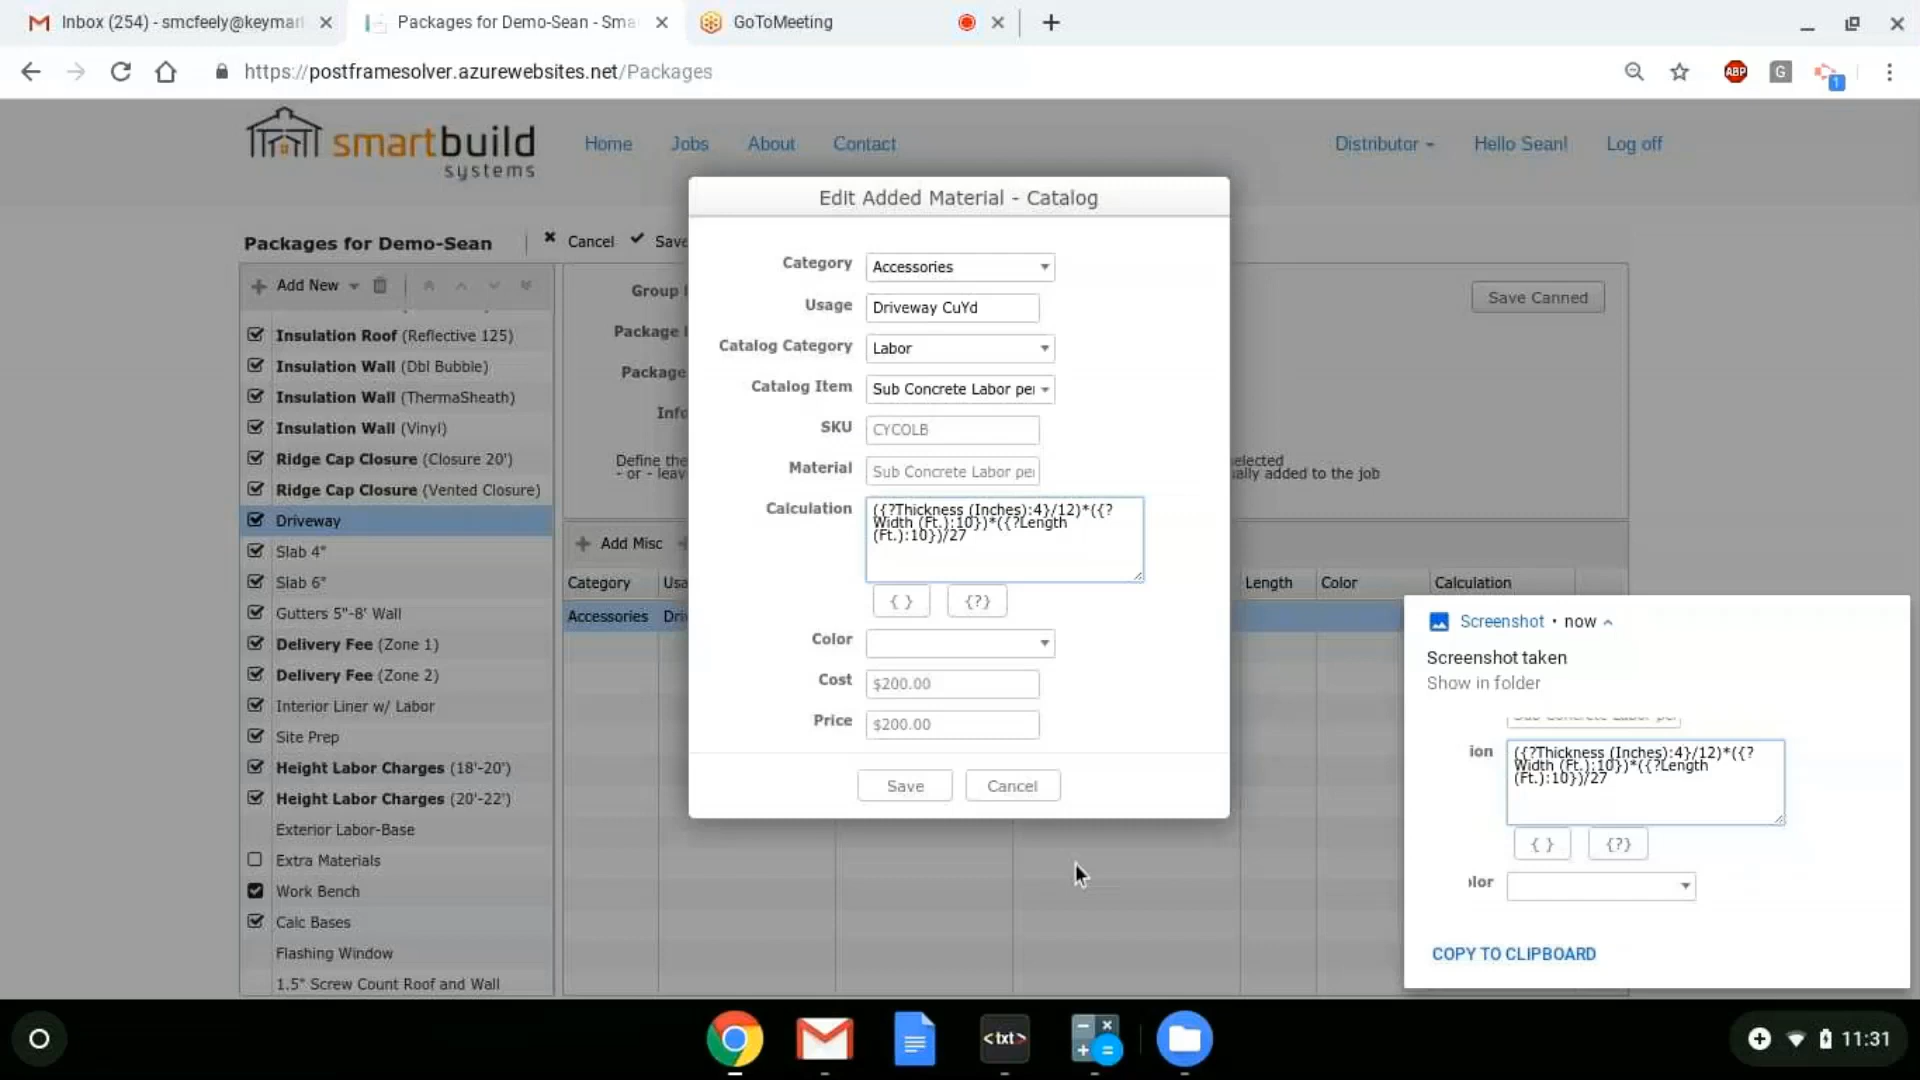 Inbox (254) - smcfeely@keymar
Packages for Demo-Sean - Sma
GoToMeeting
https://postframesolver.azurewebsites.net/Packages
ABP
G
1
smartbuild
systems
Home
Jobs
About
Contact
Distributor
Hello Sean!
Log off
Packages for Demo-Sean
Cancel
Save
Add New
Insulation Roof (Reflective 125)
Insulation Wall (Dbl Bubble)
Insulation Wall (ThermaSheath)
Insulation Wall (Vinyl)
Ridge Cap Closure (Closure 20')
Ridge Cap Closure (Vented Closure)
Driveway
Slab 4"
Slab 6"
Gutters 5"-8' Wall
Delivery Fee (Zone 1)
Delivery Fee (Zone 2)
Interior Liner w/ Labor
Site Prep
Height Labor Charges (18'-20')
Height Labor Charges (20'-22')
Exterior Labor-Base
Extra Materials
Work Bench
Calc Bases
Flashing Window
1.5" Screw Count Roof and Wall
Group
Package
Package
Info
Define the
- or - leav
elected
ally added to the job
Save Canned
Add Misc
Category
Usa
Length
Color
Calculation
Accessories
Driv
Edit Added Material - Catalog
Category
Accessories
Usage
Driveway CuYd
Catalog Category
Labor
Catalog Item
Sub Concrete Labor per
SKU
CYCOLB
Material
Sub Concrete Labor per
Calculation
({?Thickness (Inches):4}/12)*({?
Width (Ft.):10})*({?Length
(Ft.):10})/27
{ }
{?}
Color
Cost
$200.00
Price
$200.00
Save
Cancel
Screenshot • now
Screenshot taken
Show in folder
ion
({?Thickness (Inches):4}/12)*({?
Width (Ft.):10})*({?Length
(Ft.):10})/27
{ }
{?}
olor
COPY TO CLIPBOARD
<txt>
11:31